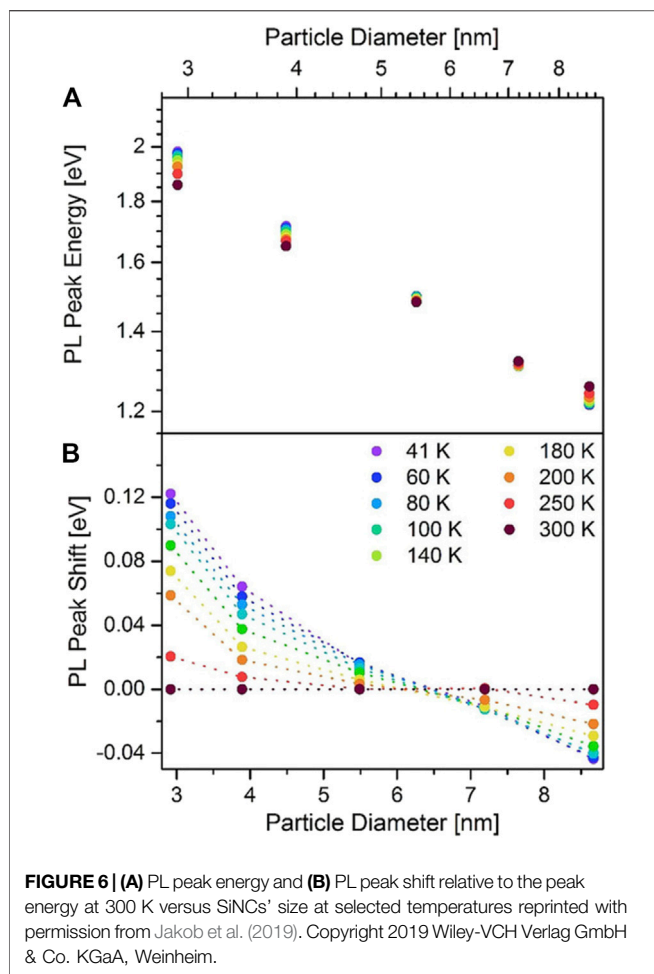 Particle Diameter [nm]
3 4 5 6 7 8
A
PL Peak Energy [eV]
2
1.8
1.6
1.4
1.2
B
PL Peak Shift [eV]
0.12
0.08
0.04
0.00
-0.04
41 K
60 K
80 K
100 K
140 K
180 K
200 K
250 K
300 K
3 4 5 6 7 8
Particle Diameter [nm]
FIGURE 6 | (A) PL peak energy and (B) PL peak shift relative to the peak
energy at 300 K versus SiNCs' size at selected temperatures reprinted with
permission from Jakob et al. (2019). Copyright 2019 Wiley-VCH Verlag GmbH
& Co. KGaA, Weinheim.